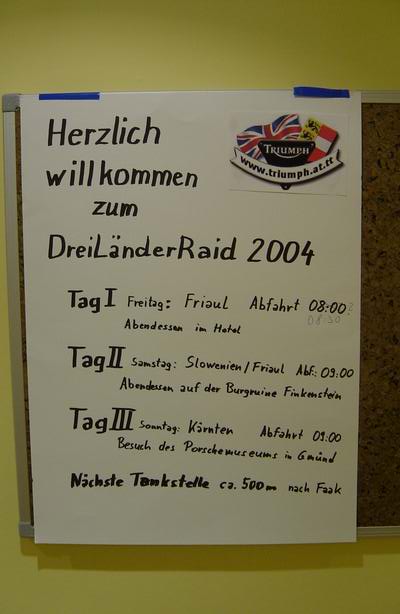 Herzlich
willkommen
zum
DreiLänderRaid 2004
TRIUMPH
www.triumph.at.tt
Tag I Freitag: Friaul Abfahrt 08:00?
08:30
Abendessen im Hotel
Tag II Samstag: Slowenien/Friaul Abf.: 09:00
Abendessen auf der Burgruine Finkenstein
Tag III Sonntag: Kärnten Abfahrt 09:00
Besuch des Porschemuseums in Gmünd
Nächste Tankstelle ca. 500m nach Faak